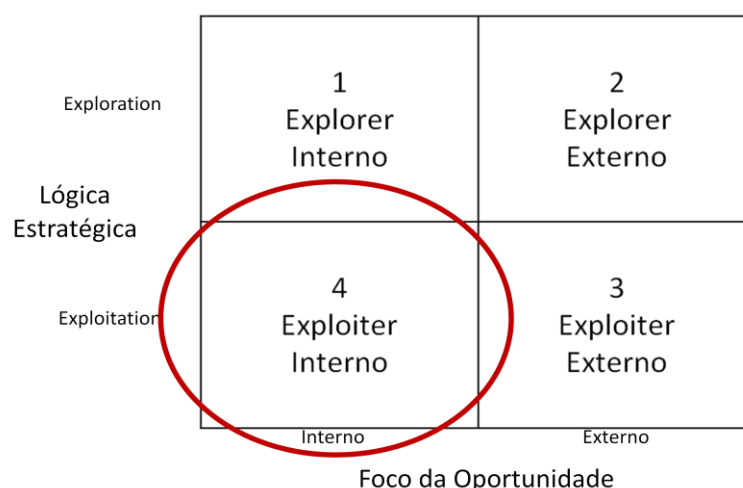 1
Explorer
Interno
2
Explorer
Externo
Exploration
Lógica
Estratégica
4
Exploiter
Interno
3
Exploiter
Externo
Exploitation
Interno
Externo
Foco da Oportunidade